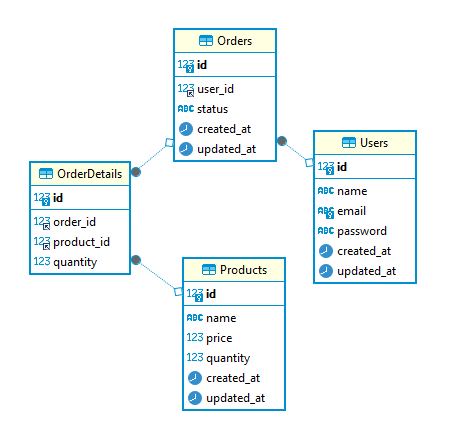 Orders
123 id
123 user_id
ABC status
created_at
updated_at
Users
123 id
ABC name
ABC email
ABC password
created_at
updated_at
OrderDetails
123 id
123 order_id
123 product_id
123 quantity
Products
123 id
ABC name
123 price
123 quantity
created_at
updated_at